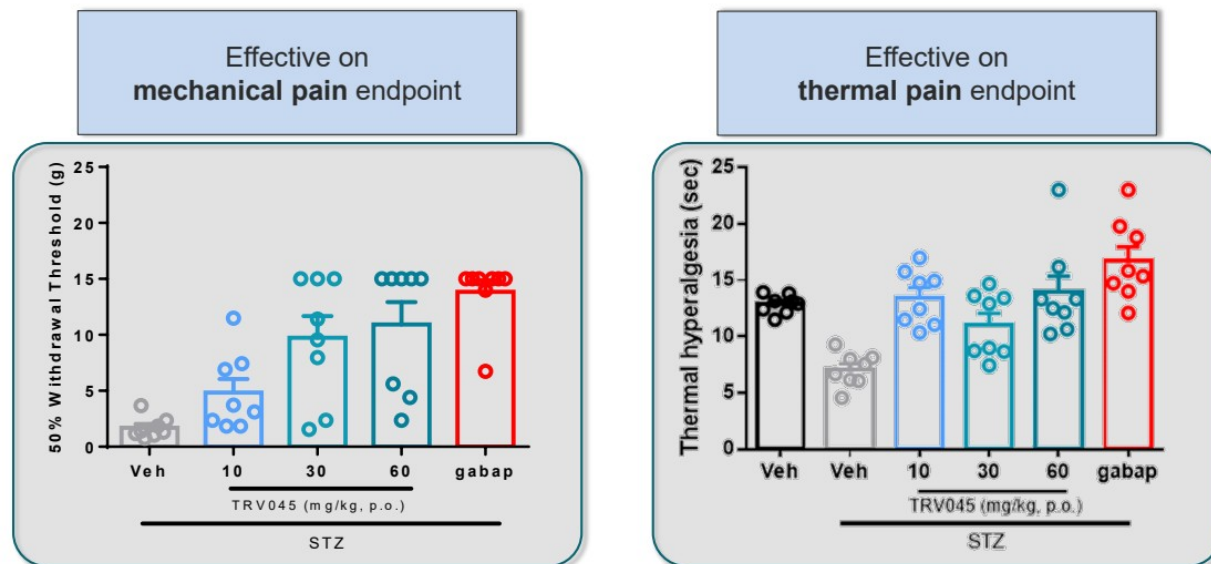 Effective on
mechanical pain endpoint
50% Withdrawal Threshold (g)
25
20
15
10
5
0
Veh 10 30 60 gabap
TRV045 (mg/kg, p.o.)
STZ
Effective on
thermal pain endpoint
Thermal hyperalgesia (sec)
25
20
15
10
5
0
Veh Veh 10 30 60 gabap
TRV045 (mg/kg, p.o.)
STZ